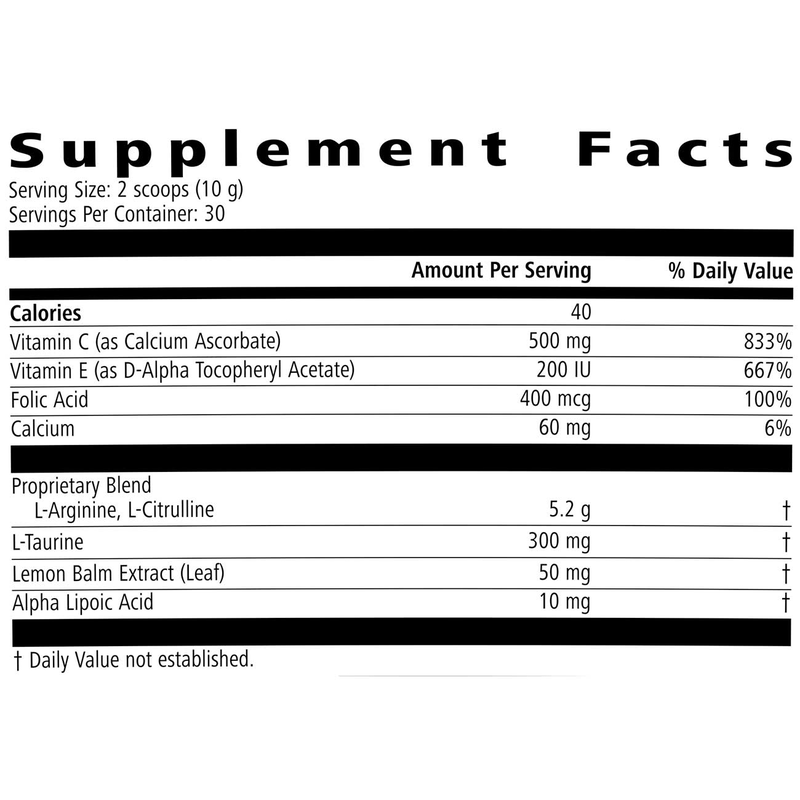 Supplement Facts
Serving Size: 2 scoops (10 g)
Servings Per Container: 30
Amount Per Serving % Daily Value
Calories 40
Vitamin C (as Calcium Ascorbate) 500 mg 833%
Vitamin E (as D-Alpha Tocopheryl Acetate) 200 IU 667%
Folic Acid 400 mcg 100%
Calcium 60 mg 6%
Proprietary Blend
L-Arginine, L-Citrulline 5.2 g †
L-Taurine 300 mg †
Lemon Balm Extract (Leaf) 50 mg †
Alpha Lipoic Acid 10 mg †
† Daily Value not established.